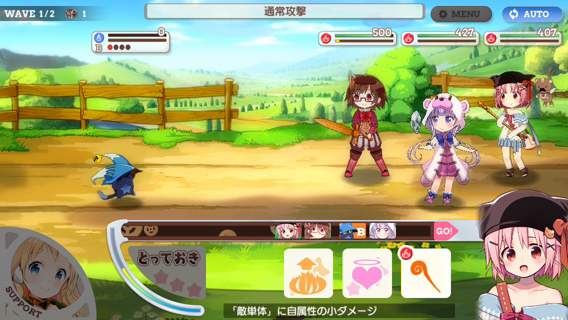 WAVE 1/2
1
通常攻撃
MENU
AUTO
0
B
500
427
407
B
GO!
とっておき
SUPPORT
「敵単体」に自属性の小ダメージ